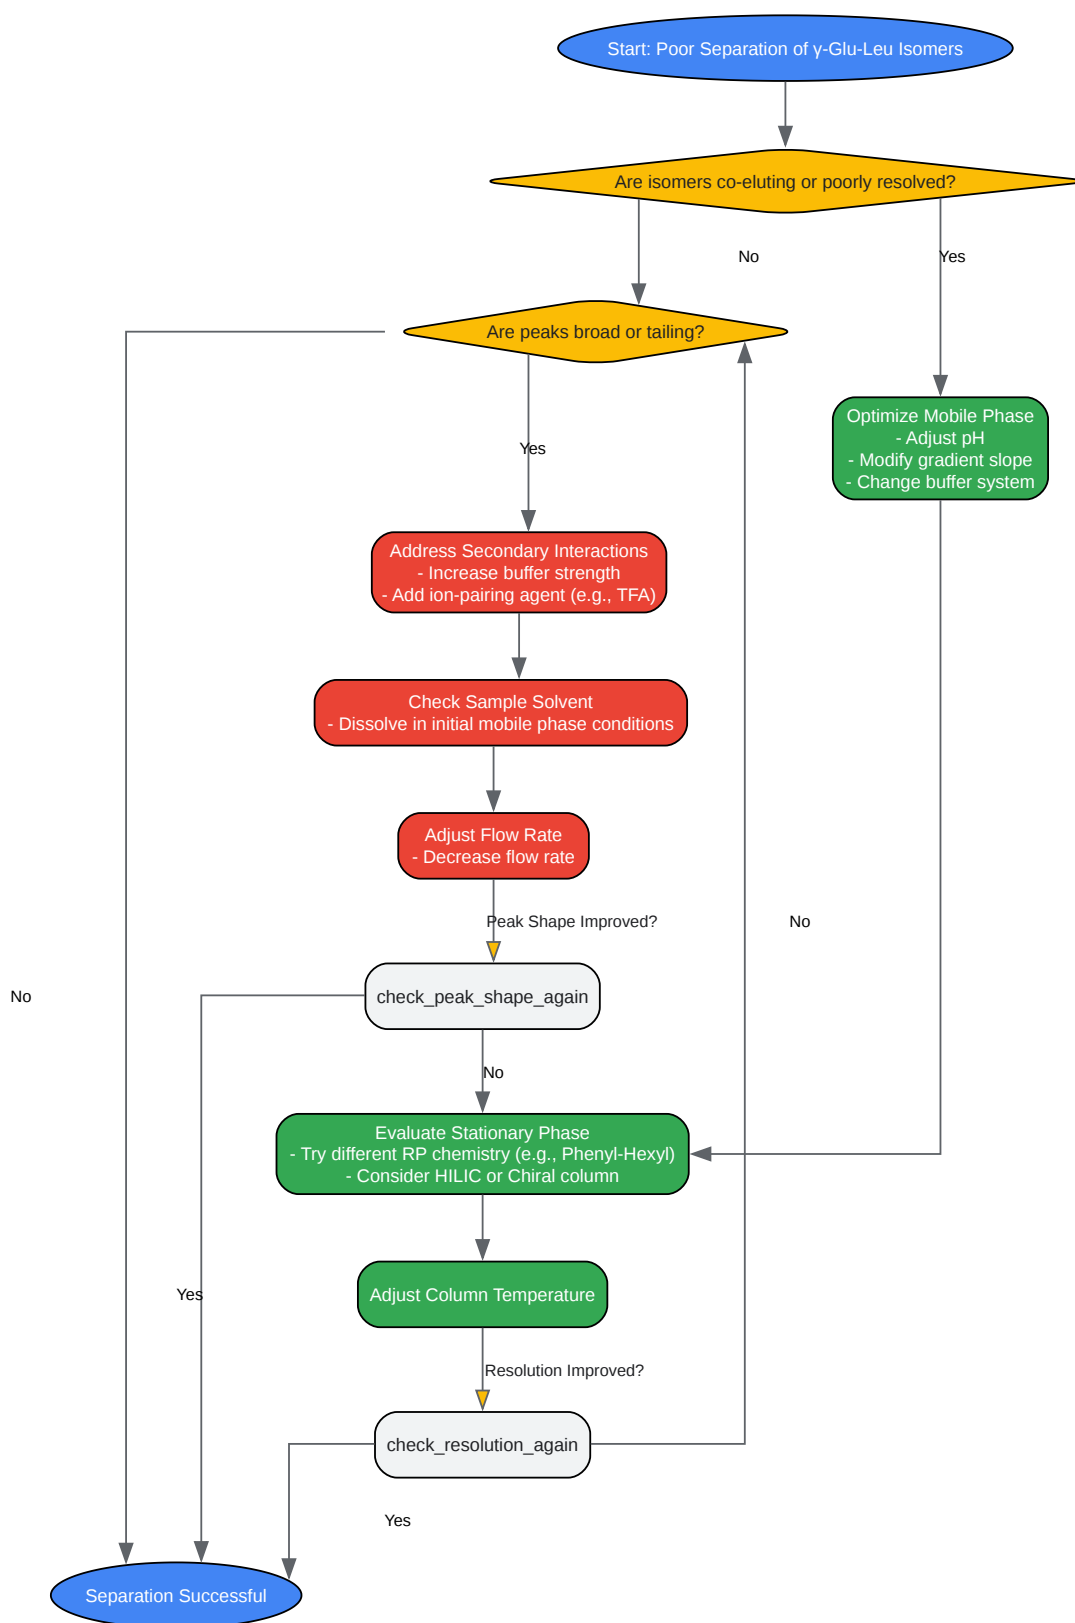 Start: Poor Separation of γ-Glu-Leu Isomers
Are isomers co-eluting or poorly resolved?
No
Yes
Are peaks broad or tailing?
Optimize Mobile Phase
- Adjust pH
- Modify gradient slope
- Change buffer system
Yes
Address Secondary Interactions
- Increase buffer strength
- Add ion-pairing agent (e.g., TFA)
Check Sample Solvent
- Dissolve in initial mobile phase conditions
Adjust Flow Rate
- Decrease flow rate
Peak Shape Improved?
No
No
check_peak_shape_again
No
Evaluate Stationary Phase
- Try different RP chemistry (e.g., Phenyl-Hexyl)
- Consider HILIC or Chiral column
Yes
Adjust Column Temperature
Resolution Improved?
check_resolution_again
Yes
Separation Successful